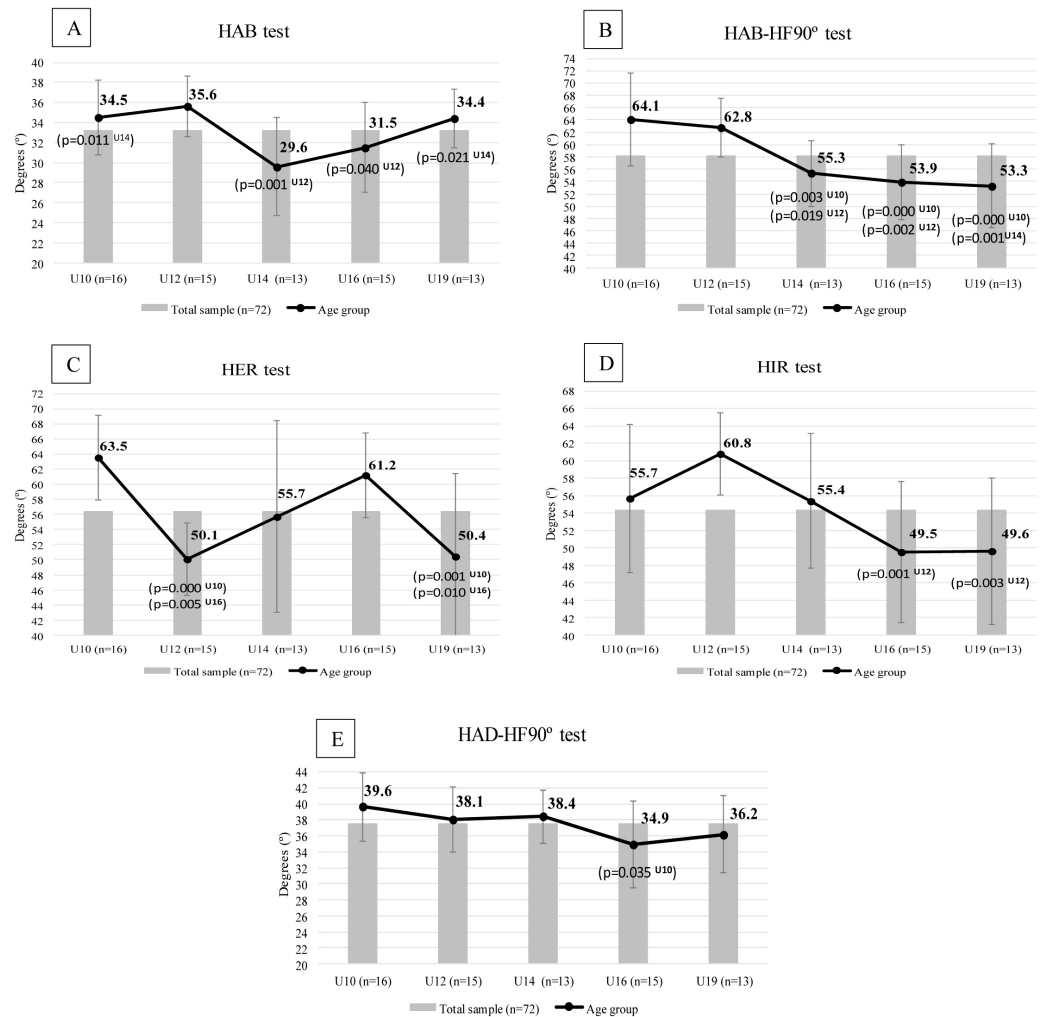 A
HAB test
Degrees (º)
40
38
36
34
32
30
28
26
24
22
20
34.5
35.6
29.6
31.5
34.4
(p=0.011 U14)
(p=0.001 U12)
(p=0.040 U12)
(p=0.021 U14)
U10 (n=16)
U12 (n=15)
U14 (n=13)
U16 (n=15)
U19 (n=13)
Total sample (n=72)
Age group
B
HAB-HF90º test
Degrees (º)
74
72
70
68
66
64
62
60
58
56
54
52
50
48
46
44
42
40
64.1
62.8
55.3
53.9
53.3
(p=0.003 U10)
(p=0.019 U12)
(p=0.000 U10)
(p=0.002 U12)
(p=0.000 U10)
(p=0.001 U14)
U10 (n=16)
U12 (n=15)
U14 (n=13)
U16 (n=15)
U19 (n=13)
Total sample (n=72)
Age group
C
HER test
Degrees (º)
72
70
68
66
64
62
60
58
56
54
52
50
48
46
44
42
40
63.5
50.1
55.7
61.2
50.4
(p=0.000 U10)
(p=0.005 U16)
(p=0.001 U10)
(p=0.010 U16)
U10 (n=16)
U12 (n=15)
U14 (n=13)
U16 (n=15)
U19 (n=13)
Total sample (n=72)
Age group
D
HIR test
Degrees (º)
68
66
64
62
60
58
56
54
52
50
48
46
44
42
40
55.7
60.8
55.4
49.5
49.6
(p=0.001 U12)
(p=0.003 U12)
U10 (n=16)
U12 (n=15)
U14 (n=13)
U16 (n=15)
U19 (n=13)
Total sample (n=72)
Age group
E
HAD-HF90º test
Degrees (º)
44
42
40
38
36
34
32
30
28
26
24
22
20
39.6
38.1
38.4
34.9
36.2
(p=0.035 U10)
U10 (n=16)
U12 (n=15)
U14 (n=13)
U16 (n=15)
U19 (n=13)
Total sample (n=72)
Age group